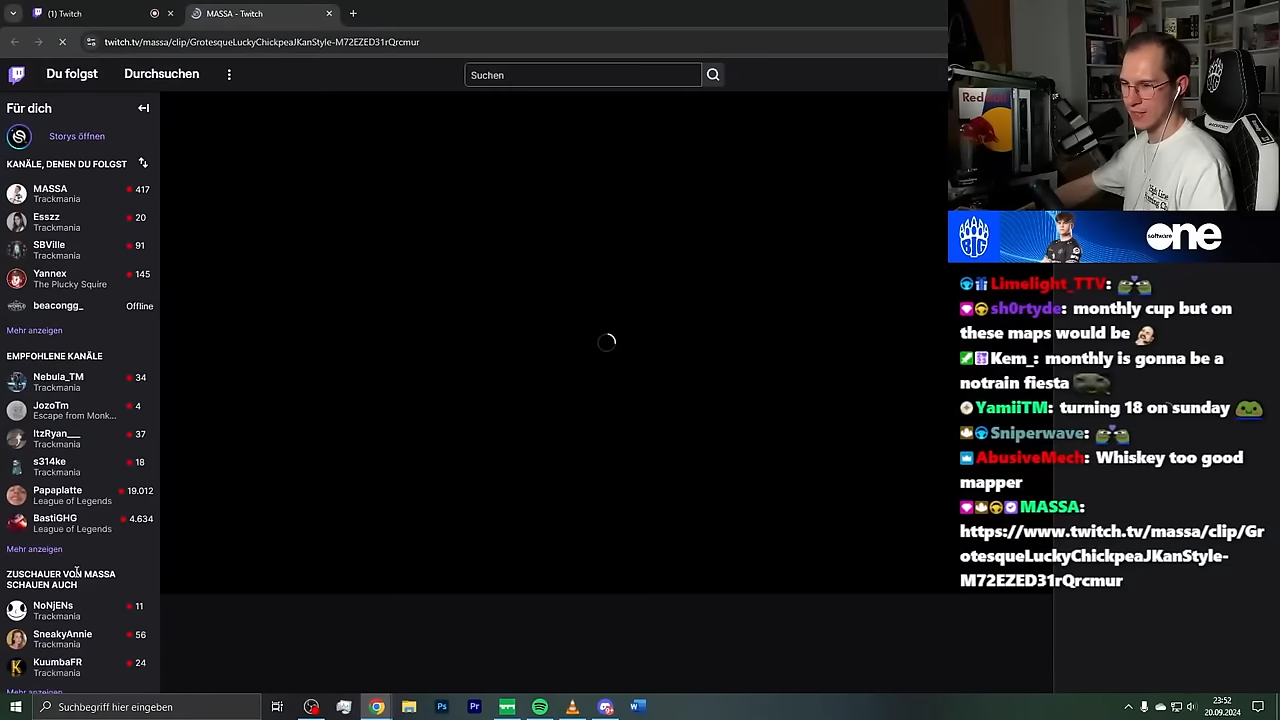 (1) Twitch
MASSA - Twitch
twitch.tv/massa/clip/GrotesqueLuckyChickpeaJKanStyle-M72EZED31rQrcmur
Du folgst
Durchsuchen
Suchen
Für dich
Storys öffnen
KANÄLE, DENEN DU FOLGST
MASSA
417
Trackmania
Esszz
20
Trackmania
SBVille
91
Trackmania
Yannex
145
The Plucky Squire
beacongg_
Offline
Mehr anzeigen
EMPFOHLENE KANÄLE
Nebula_TM
34
Trackmania
JozoTm
4
Escape from Monk...
ItzRyan__
37
Trackmania
s314ke
18
Trackmania
Papaplatte
19.012
League of Legends
BastiGHG
4.634
League of Legends
Mehr anzeigen
ZUSCHAUER VON MASSA
SCHAUEN AUCH
NoNjENs
11
Trackmania
SneakyAnnie
56
Trackmania
KuumbaFR
24
Trackmania
Mehr anzeigen
Red Bull
BIG
software one
Limelight_TTV:
sh0rtyde: monthly cup but on
these maps would be
Kem_: monthly is gonna be a
notrain fiesta
YamiiTM: turning 18 on sunday
Sniperwave:
AbusiveMech: Whiskey too good
mapper
MASSA:
https://www.twitch.tv/massa/clip/Gr
otesqueLuckyChickpeaJKanStyle-
M72EZED31rQrcmur
Suchbegriff hier eingeben
Ps
Pr
23:52
20.09.2024